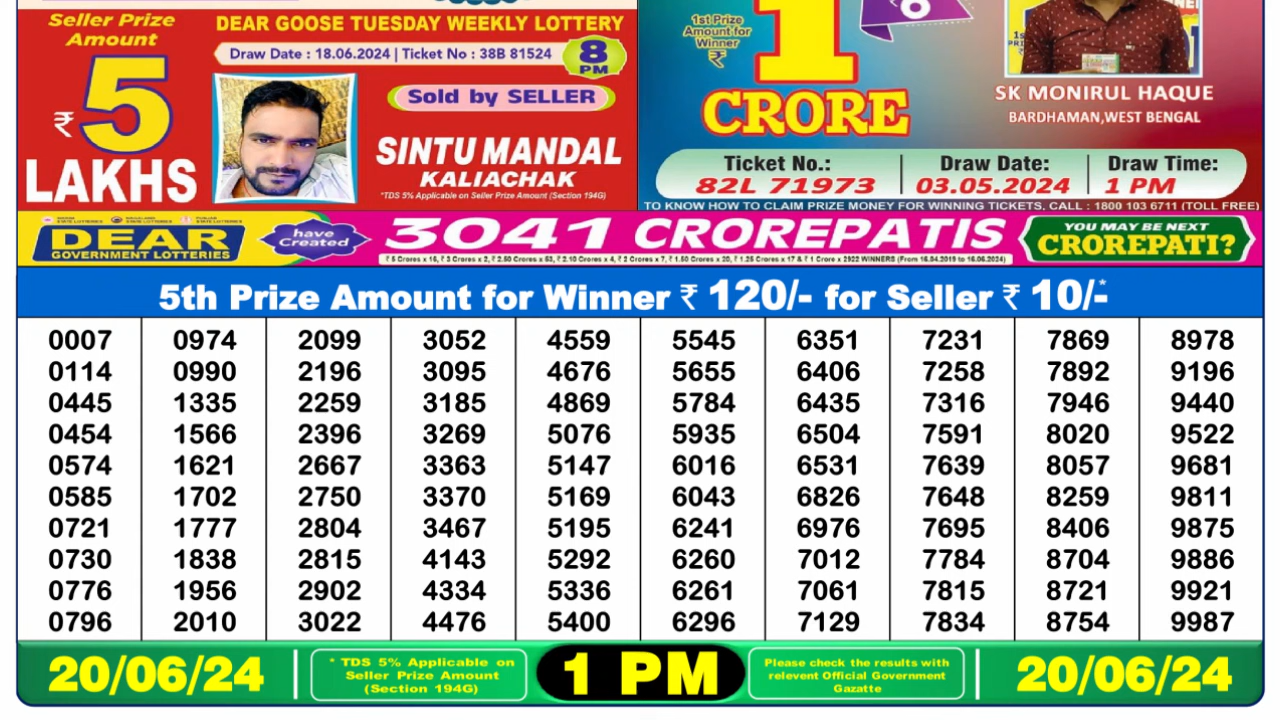 Seller Prize
Amount
₹ 5
LAKHS
DEAR GOOSE TUESDAY WEEKLY LOTTERY
Draw Date : 18.06.2024 | Ticket No : 38B 81524
8
PM
Sold by SELLER
SINTU MANDAL
KALIACHAK
*TDS 5% Applicable on Seller Prize Amount (Section 194G)
1st Prize
Amount for
Winner
₹
1
CRORE
SK MONIRUL HAQUE
BARDHAMAN,WEST BENGAL
Ticket No.: Draw Date: Draw Time:
82L 71973 03.05.2024 1 PM
TO KNOW HOW TO CLAIM PRIZE MONEY FOR WINNING TICKETS, CALL : 1800 103 6711 (TOLL FREE)
DEAR
GOVERNMENT LOTTERIES
have
Created
3041 CROREPATIS
YOU MAY BE NEXT
CROREPATI?
5th Prize Amount for Winner ₹ 120/- for Seller ₹ 10/-*
0007 0974 2099 3052 4559 5545 6351 7231 7869 8978
0114 0990 2196 3095 4676 5655 6406 7258 7892 9196
0445 1335 2259 3185 4869 5784 6435 7316 7946 9440
0454 1566 2396 3269 5076 5935 6504 7591 8020 9522
0574 1621 2667 3363 5147 6016 6531 7639 8057 9681
0585 1702 2750 3370 5169 6043 6826 7648 8259 9811
0721 1777 2804 3467 5195 6241 6976 7695 8406 9875
0730 1838 2815 4143 5292 6260 7012 7784 8704 9886
0776 1956 2902 4334 5336 6261 7061 7815 8721 9921
0796 2010 3022 4476 5400 6296 7129 7834 8754 9987
20/06/24
* TDS 5% Applicable on
Seller Prize Amount
(Section 194G)
1 PM
Please check the results with
relevent Official Government
Gazatte
20/06/24